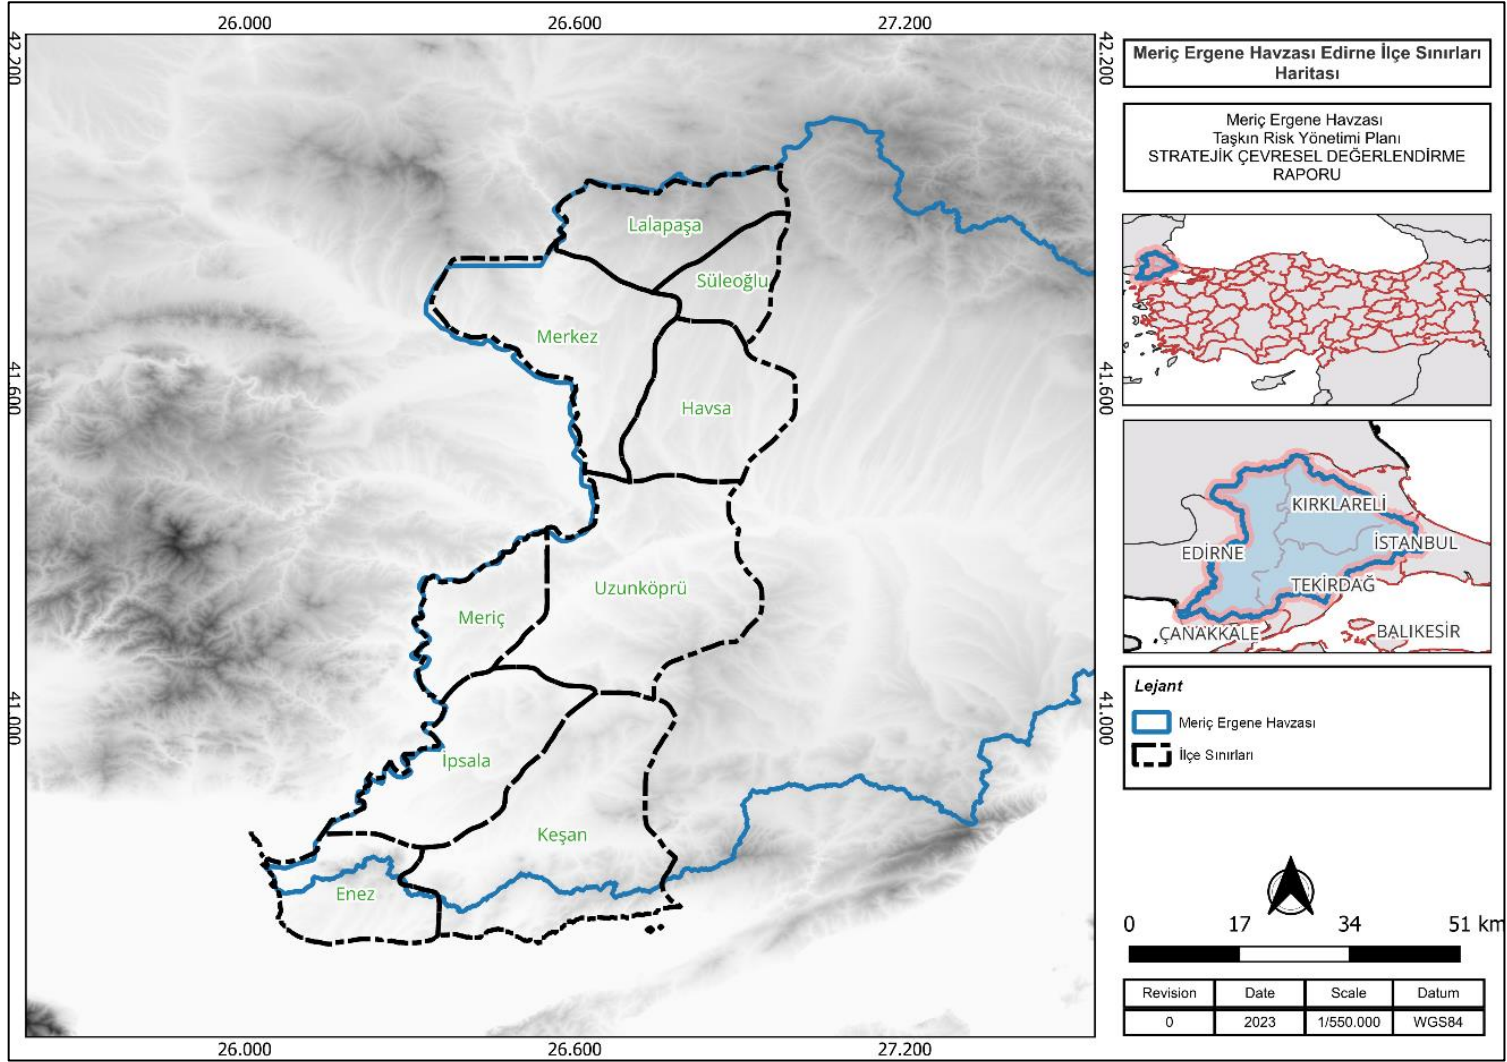 26.000
26.600
27.200
42.200
42.200
41.600
41.600
41.000
41.000
Lalapaşa
Süleoğlu
Merkez
Havsa
Uzunköprü
Meriç
İpsala
Keşan
Enez
26.000
26.600
27.200
Meriç Ergene Havzası Edirne İlçe Sınırları
Haritası
Meriç Ergene Havzası
Taşkın Risk Yönetimi Planı
STRATEJİK ÇEVRESEL DEĞERLENDİRME
RAPORU
KIRKLARELİ
İSTANBUL
EDİRNE
TEKİRDAĞ
ÇANAKKALE
BALIKESİR
Lejant
Meriç Ergene Havzası
İlçe Sınırları
0 17 34 51 km
Revision Date Scale Datum
0 2023 1/550.000 WGS84